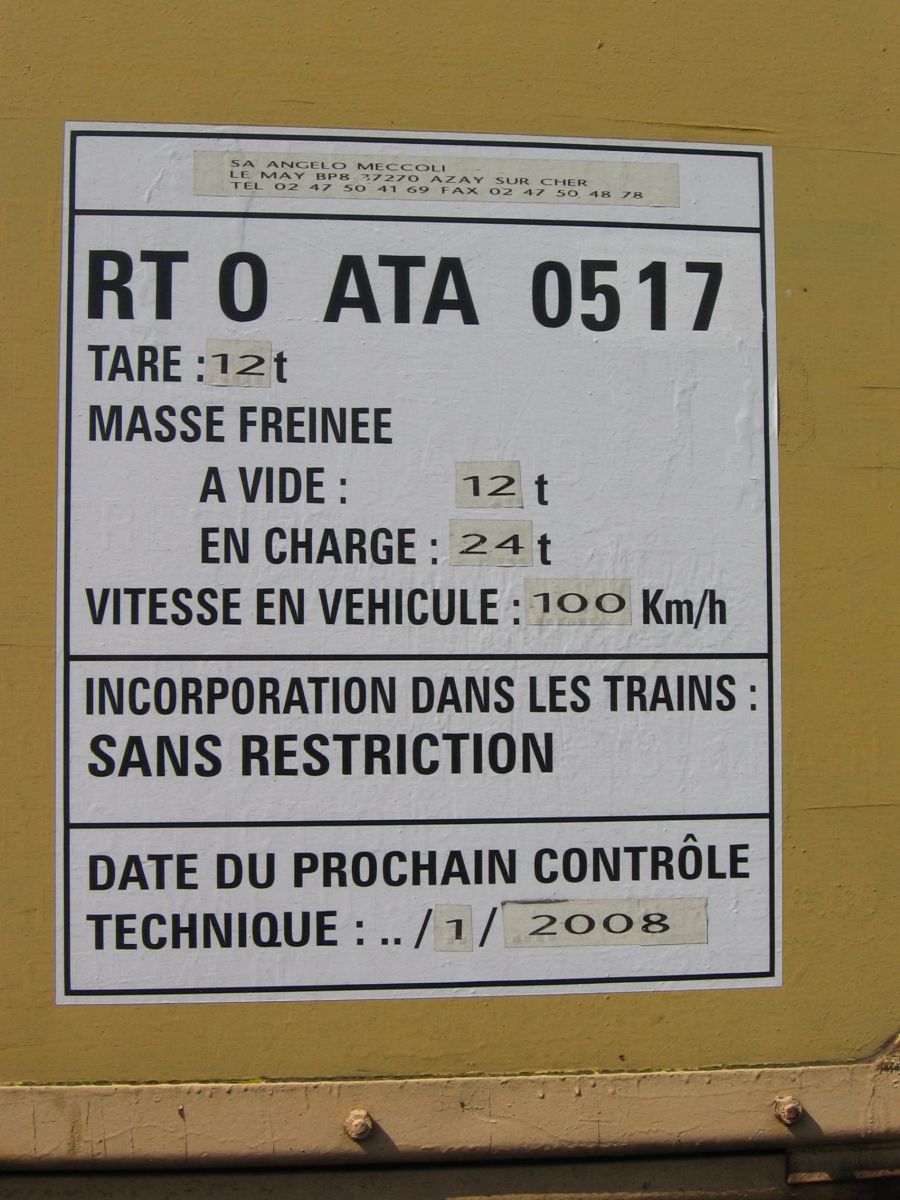 SA ANGELO MECCOLI
LE MAY BP8 37270 AZAY SUR CHER
TEL 02 47 50 41 69 FAX 02 47 50 48 78
RT O ATA 0517
TARE : 12 t
MASSE FREINEE
A VIDE : 12 t
EN CHARGE : 24 t
VITESSE EN VEHICULE : 100 Km/h
INCORPORATION DANS LES TRAINS :
SANS RESTRICTION
DATE DU PROCHAIN CONTRÔLE
TECHNIQUE : .. / 1 / 2008